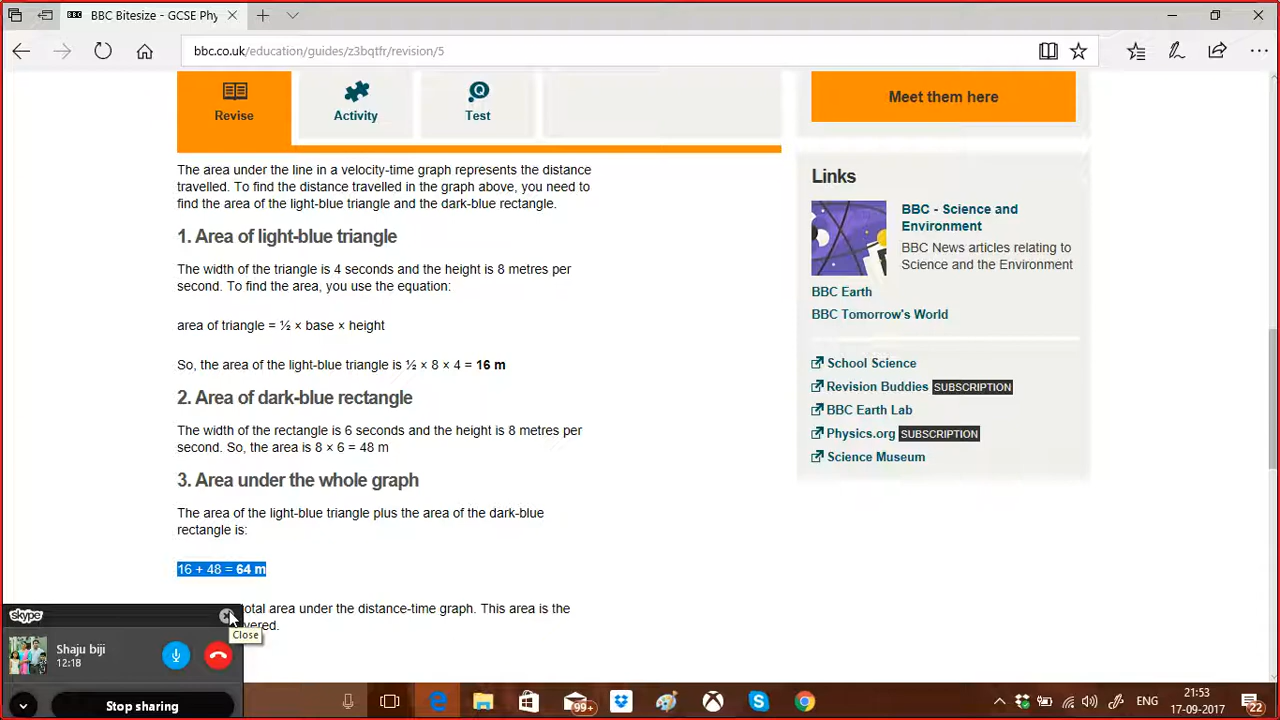 BBC Bitesize - GCSE Phy
bbc.co.uk/education/guides/z3bqtfr/revision/5
Revise
Activity
Test
Meet them here
The area under the line in a velocity-time graph represents the distance
travelled. To find the distance travelled in the graph above, you need to
find the area of the light-blue triangle and the dark-blue rectangle.
1. Area of light-blue triangle
The width of the triangle is 4 seconds and the height is 8 metres per
second. To find the area, you use the equation:
area of triangle = ½ × base × height
So, the area of the light-blue triangle is ½ × 8 × 4 = 16 m
2. Area of dark-blue rectangle
The width of the rectangle is 6 seconds and the height is 8 metres per
second. So, the area is 8 × 6 = 48 m
3. Area under the whole graph
The area of the light-blue triangle plus the area of the dark-blue
rectangle is:
16 + 48 = 64 m
total area under the distance-time graph. This area is the
Links
BBC - Science and
Environment
BBC News articles relating to
Science and the Environment
BBC Earth
BBC Tomorrow's World
School Science
Revision Buddies SUBSCRIPTION
BBC Earth Lab
Physics.org SUBSCRIPTION
Science Museum
skype
Close
Shaju biji
12:18
Stop sharing
99+
ENG
21:53
17-09-2017
22